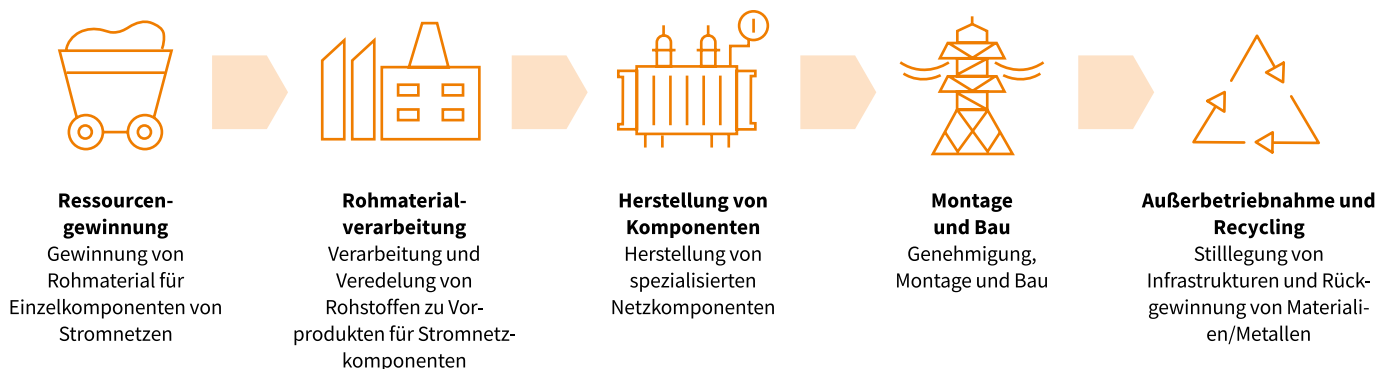 Ressourcen-
gewinnung
Gewinnung von
Rohmaterial für
Einzelkomponenten von
Stromnetzen
Rohmaterial-
verarbeitung
Verarbeitung und
Veredelung von
Rohstoffen zu Vor-
produkten für Stromnetz-
komponenten
Herstellung von
Komponenten
Herstellung von
spezialisierten
Netzkomponenten
Montage
und Bau
Genehmigung,
Montage und Bau
Außerbetriebnahme und
Recycling
Stilllegung von
Infrastrukturen und Rück-
gewinnung von Materiali-
en/Metallen